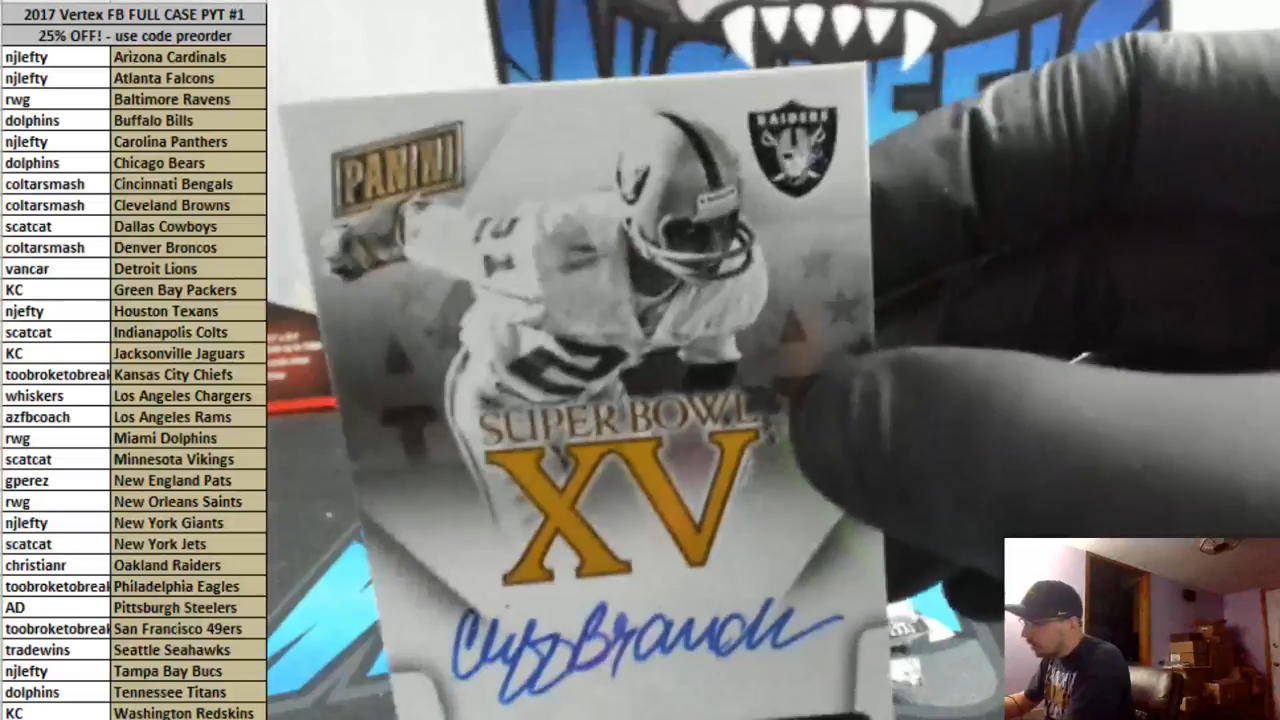 2017 Vertex FB FULL CASE PYT #1
25% OFF! - use code preorder
njlefty Arizona Cardinals
njlefty Atlanta Falcons
rwg Baltimore Ravens
dolphins Buffalo Bills
njlefty Carolina Panthers
dolphins Chicago Bears
coltarsmash Cincinnati Bengals
coltarsmash Cleveland Browns
scatcat Dallas Cowboys
coltarsmash Denver Broncos
vancar Detroit Lions
KC Green Bay Packers
njefty Houston Texans
scatcat Indianapolis Colts
KC Jacksonville Jaguars
toobroketobreak Kansas City Chiefs
whiskers Los Angeles Chargers
azfbcoach Los Angeles Rams
rwg Miami Dolphins
scatcat Minnesota Vikings
gperez New England Pats
rwg New Orleans Saints
njlefty New York Giants
scatcat New York Jets
christianr Oakland Raiders
toobroketobreak Philadelphia Eagles
AD Pittsburgh Steelers
toobroketobreak San Francisco 49ers
tradewins Seattle Seahawks
njlefty Tampa Bay Bucs
dolphins Tennessee Titans
KC Washington Redskins
PANINI
RAIDERS
SUPER BOWL
XV